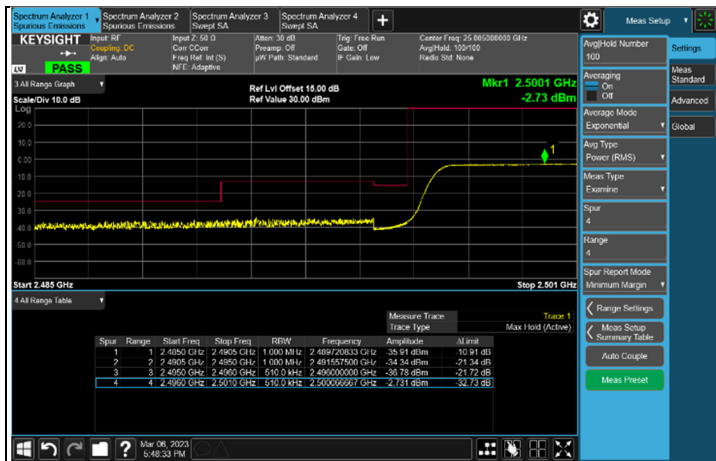 Spectrum Analyzer 1
Spurious Emissions
Spectrum Analyzer 2
Spurious Emissions
Spectrum Analyzer 3
Swept SA
Spectrum Analyzer 4
Swept SA
+
Meas Setup
KEYSIGHT
Input: RF
Coupling: DC
Align: Auto
Input Z: 50 Ω
Corr CCorr
Freq Ref: Int (S)
NFE: Adaptive
Atten: 30 dB
Preamp: Off
µW Path: Standard
Trig: Free Run
Gate: Off
IF Gain: Low
Center Freq: 25.005000000 GHz
Avg|Hold: 100/100
Radio Std: None
LXI
PASS
3 All Range Graph
Scale/Div 10.0 dB
Ref Lvl Offset 15.00 dB
Ref Value 30.00 dBm
Mkr1 2.5001 GHz
-2.73 dBm
Log
20.0
10.0
0.00
10.0
20.0
30.0
-40.0
-50.0
-60.0
1
Start 2.485 GHz
Stop 2.501 GHz
4 All Range Table
Measure Trace Trace 1
Trace Type Max Hold (Active)
Spur Range Start Freq Stop Freq RBW Frequency Amplitude ΔLimit
1 1 2.4850 GHz 2.4905 GHz 1.000 MHz 2.489720833 GHz -35.91 dBm -10.91 dB
2 2 2.4905 GHz 2.4950 GHz 1.000 MHz 2.491557500 GHz -34.34 dBm -21.34 dB
3 3 2.4950 GHz 2.4960 GHz 510.0 kHz 2.496000000 GHz -36.78 dBm -21.72 dB
4 4 2.4960 GHz 2.5010 GHz 510.0 kHz 2.500066667 GHz -2.731 dBm -32.73 dB
Mar 06, 2023
5:48:33 PM
?
Avg|Hold Number
100
Averaging
On
Off
Average Mode
Exponential
Avg Type
Power (RMS)
Meas Type
Examine
Spur
4
Range
4
Spur Report Mode
Minimum Margin
Range Settings
Meas Setup
Summary Table
Auto Couple
Meas Preset
Settings
Meas
Standard
Advanced
Global